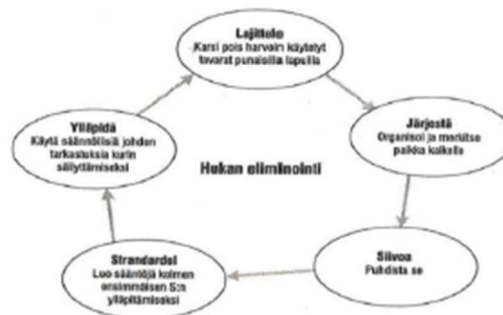 Lajittele
Karsi pois harvoin käytetyt
tavarat punaisilla lapuilla
Järjestä
Organisoi ja merkitse
paikka kaikelle
Siivoa
Puhdista se
Strandardoi
Luo sääntöjä kolmen
ensimmäisen S:n
ylläpitämiseksi
Ylläpidä
Käytä säännöllisiä johdon
tarkastuksia kurin
säilyttämiseksi
Hukan eliminointi